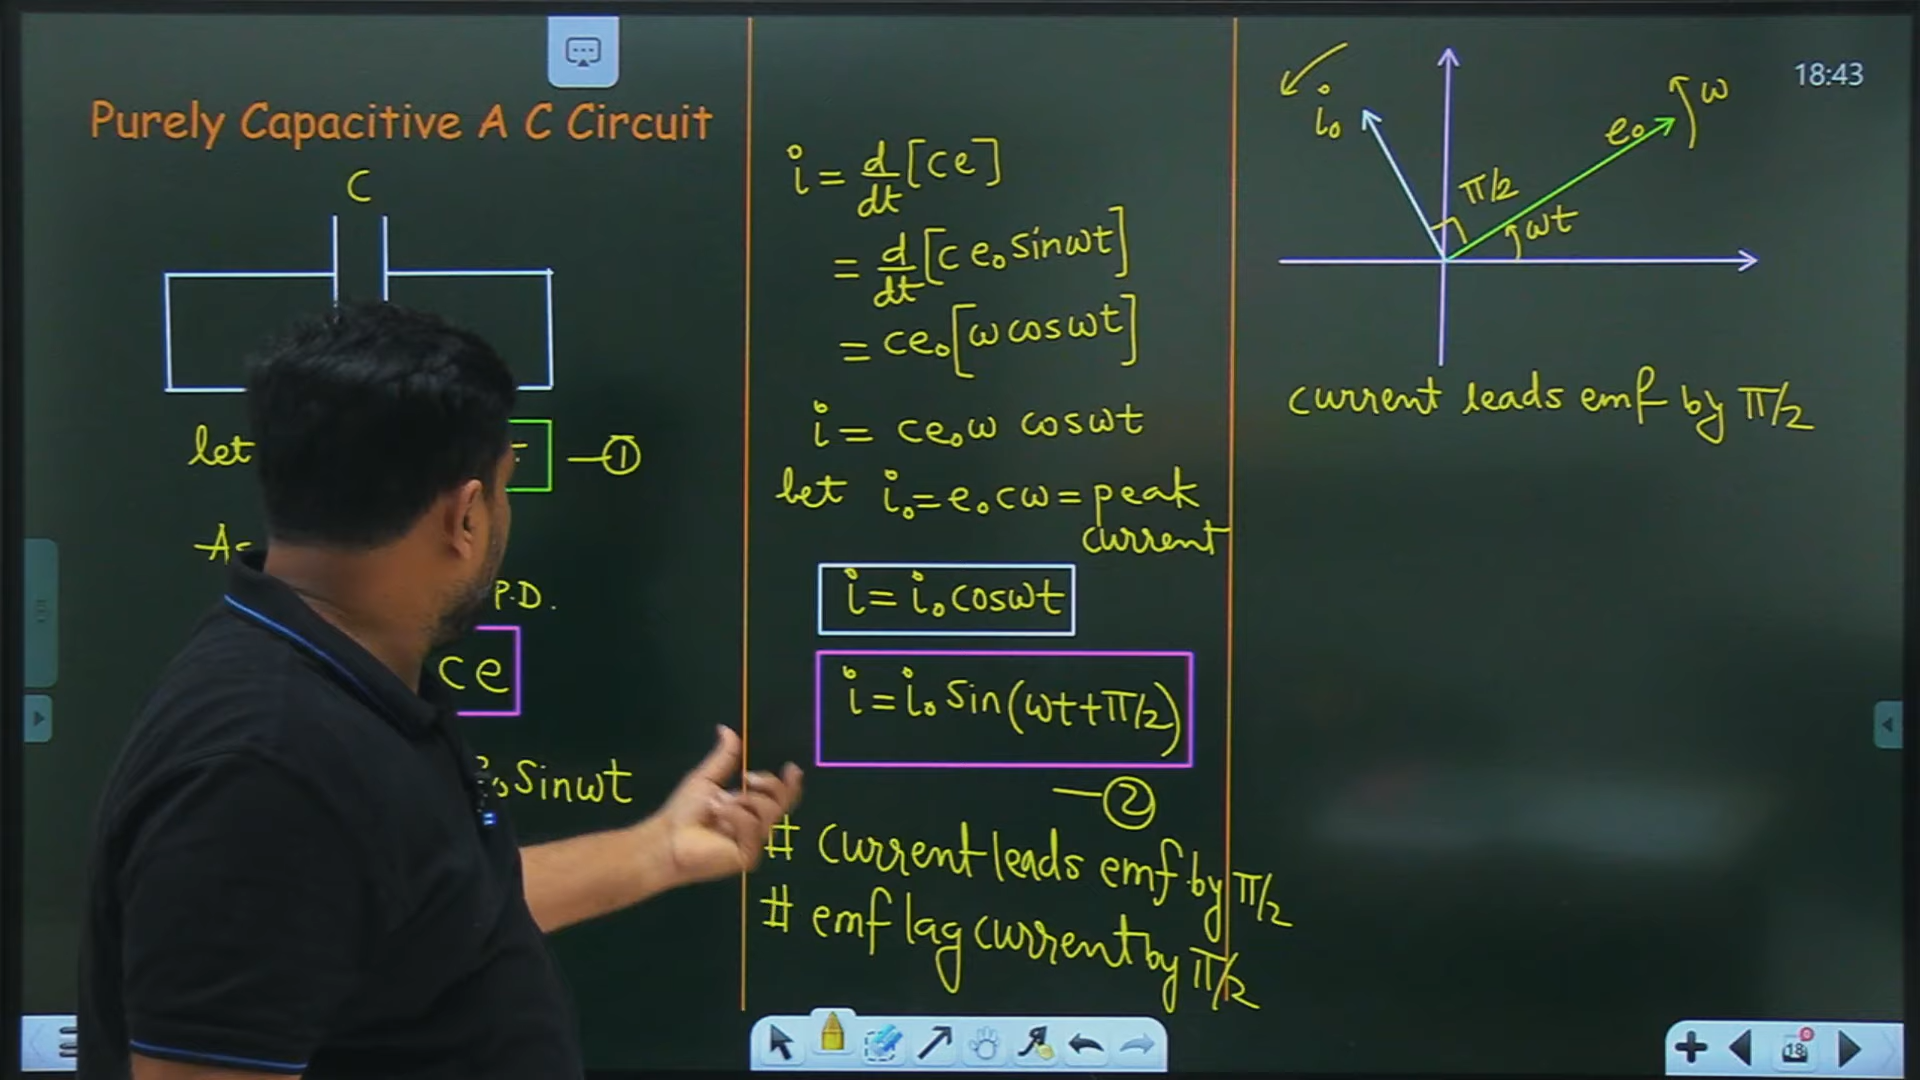 Purely Capacitive A C Circuit
C
let
—①
P.D.
ce
e₀ sinωt
i = d/dt [ce]
= d/dt [c e₀ sinωt]
= ce₀ [ω cosωt]
i = ce₀ω cosωt
let i₀ = e₀cω = peak
current
i = i₀ cosωt
i = i₀ sin(ωt+π/2)
—②
# current leads emf by π/2
# emf lag current by π/2
18:43
i₀
e₀
ω
π/2
ωt
current leads emf by π/2
18